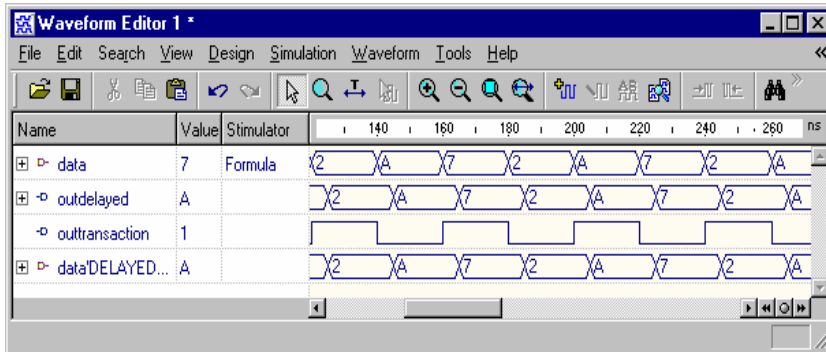 Waveform Editor 1 *
File Edit Search View Design Simulation Waveform Tools Help «
»
Name Value Stimulator 140 160 180 200 220 240 260 ns
data 7 Formula 2 A 7 2 A 7 2 A
outdelayed A 2 A 7 2 A 7 2 A
outtransaction 1
data'DELAYED... A 2 A 7 2 A 7 2 A